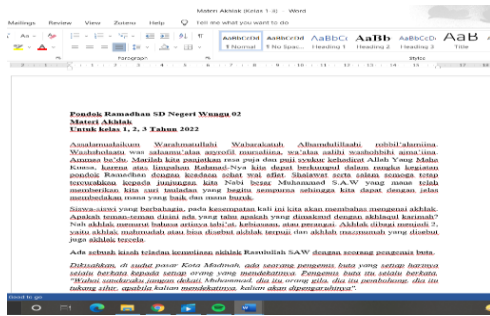 Materi Akhlak (Kelas 1-4) - Word
Mailings Review View Zotero Help Tell me what you want to do
Aa
AaBbCcDd AaBbCcDd AaBbCc AaBbCc AaBbCcD AaB
¶ Normal ¶ No Spac... Heading 1 Heading 2 Heading 3 Title
Paragraph Styles
Pondok Ramadhan SD Negeri Wungu 02
Materi Akhlak
Untuk kelas 1, 2, 3 Tahun 2022
Assalamualaikum Warahmatullahi Wabarakatuh Alhamdulillaahi robbil'alamiina.
Washsholaatu was salaamu'alaa asyrofil mursaliina, wa'alaa aalihi washohbihi ajma'iina.
Ammaa ba'du. Marilah kita panjatkan rasa puja dan puji syukur kehadirat Allah Yang Maha
Kuasa, karena atas limpahan Rahmad-Nya kita dapat berkumpul dalam rangka kegiatan
pondok Ramadhan dengan keadaan sehat wal afiat. Shalawat serta salam semoga tetap
tercurahkan kepada junjungan kita Nabi besar Muhammad S.A.W yang mana telah
memberikan kita suri tauladan yang begitu sempurna sehingga kita dapat dengan jelas
membedakan mana yang baik dan mana buruk.
Siswa-siswi yang berbahagia, pada kesempatan kali ini kita akan membahas mengenai akhlak.
Apakah teman-teman disini ada yang tahu apakah yang dimaksud dengan akhlaqul karimah?
Nah akhlak menurut bahasa artinya tabi'at, kebiasaan, atau perangai. Akhlak dibagi menjadi 2,
yaitu akhlak mahmudah atau bisa disebut akhlak terpuji dan akhlak mazmumah yang disebut
juga akhlak tercela.
Ada sebuah kisah teladan kemuliaan akhlak Rasulullah SAW dengan seorang pengemis buta.
Dikisahkan, di sudut pasar Kota Madinah, ada seorang pengemis buta yang setiap harinya
selalu berkata kepada setiap orang yang mendekatinya. Pengemis buta itu selalu berkata,
"Wahai saudaraku jangan dekati Muhammad, dia itu orang gila, dia itu pembohong, dia itu
tukang sihir, apabila kalian mendekatinya, kalian akan dipengaruhinya".
Good to go